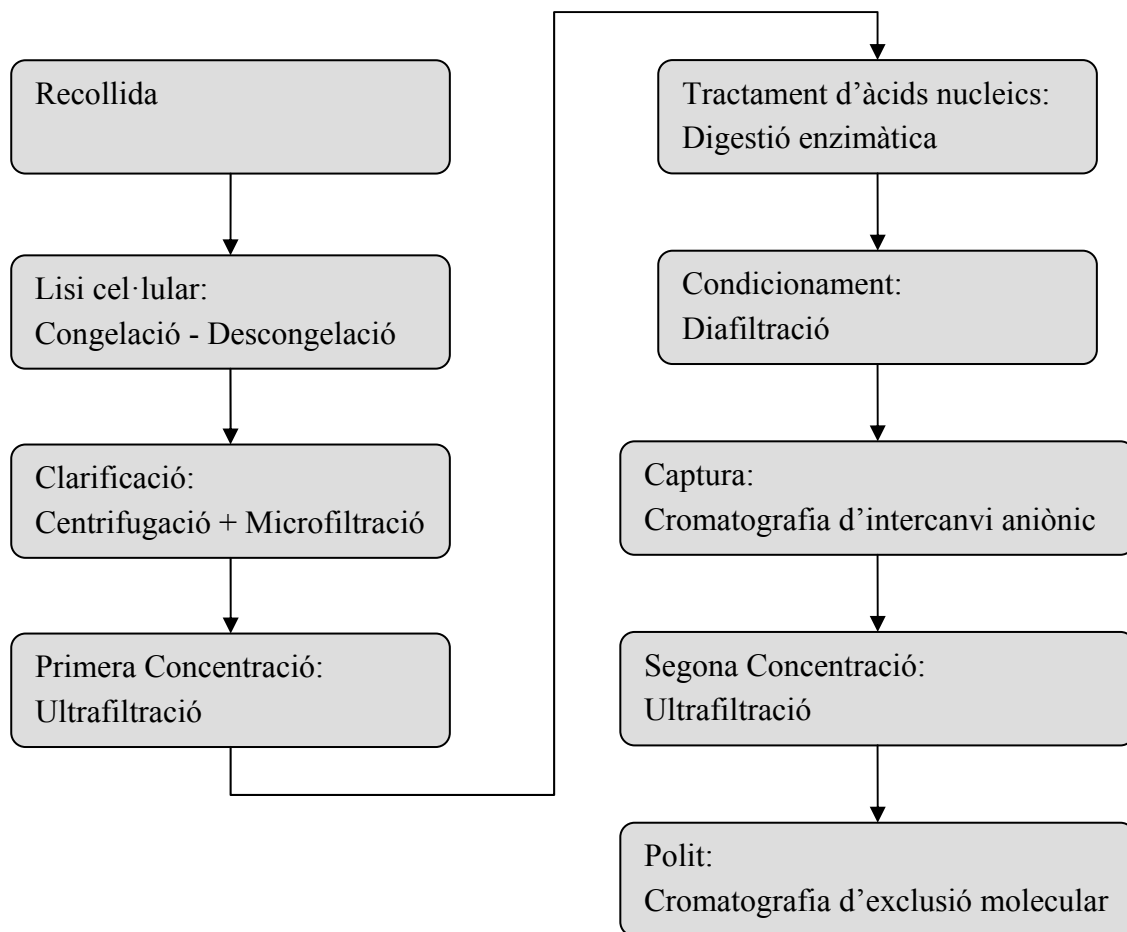 Recollida
Lisi cel·lular:
Congelació - Descongelació
Clarificació:
Centrifugació + Microfiltració
Primera Concentració:
Ultrafiltració
Tractament d’àcids nucleics:
Digestió enzimàtica
Condicionament:
Diafiltració
Captura:
Cromatografia d’intercanvi aniònic
Segona Concentració:
Ultrafiltració
Polit:
Cromatografia d’exclusió molecular